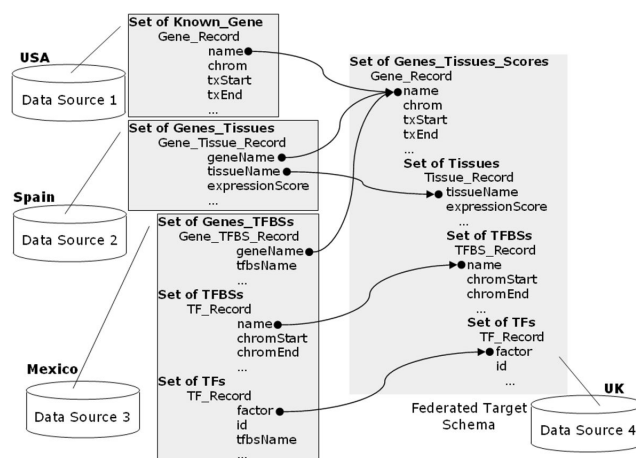 USA
Data Source 1
Set of Known_Gene
Gene_Record
name
chrom
txStart
txEnd
...
Spain
Data Source 2
Set of Genes_Tissues
Gene_Tissue_Record
geneName
tissueName
expressionScore
...
Mexico
Data Source 3
Set of Genes_TFBSs
Gene_TFBS_Record
geneName
tfbsName
...
Set of TFBSs
TF_Record
name
chromStart
chromEnd
...
Set of TFs
TF_Record
factor
id
tfbsName
...
Set of Genes_Tissues_Scores
Gene_Record
name
chrom
txStart
txEnd
...
Set of Tissues
Tissue_Record
tissueName
expressionScore
...
Set of TFBSs
TFBS_Record
name
chromStart
chromEnd
...
Set of TFs
TF_Record
factor
id
...
Federated Target
Schema
UK
Data Source 4